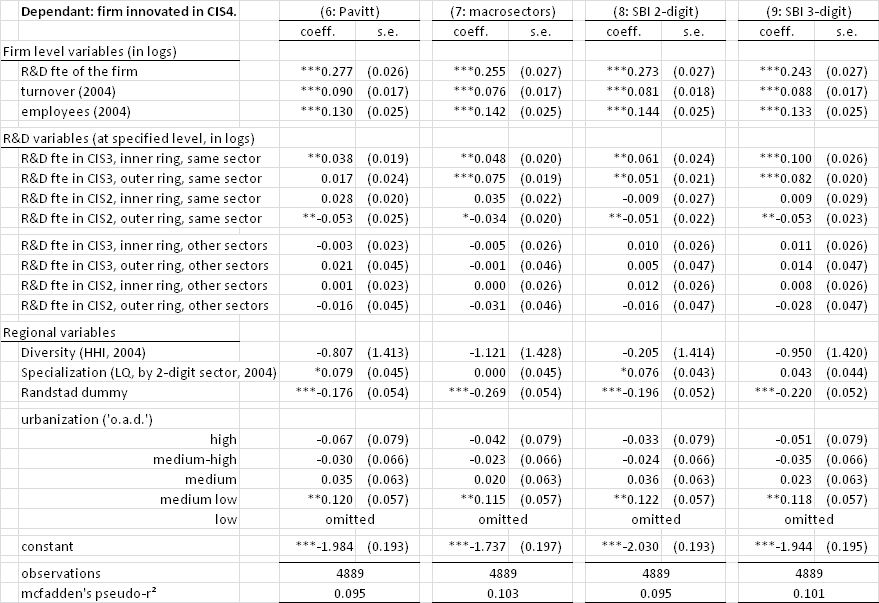 Dependant: firm innovated in CIS4. (6: Pavitt) (7: macrosectors) (8: SBI 2-digit) (9: SBI 3-digit)
coeff. s.e. coeff. s.e. coeff. s.e. coeff. s.e.
Firm level variables (in logs)
R&D fte of the firm ***0.277 (0.026) ***0.255 (0.027) ***0.273 (0.027) ***0.243 (0.027)
turnover (2004) ***0.090 (0.017) ***0.076 (0.017) ***0.081 (0.018) ***0.088 (0.017)
employees (2004) ***0.130 (0.025) ***0.142 (0.025) ***0.144 (0.025) ***0.133 (0.025)
R&D variables (at specified level, in logs)
R&D fte in CIS3, inner ring, same sector **0.038 (0.019) **0.048 (0.020) **0.061 (0.024) ***0.100 (0.026)
R&D fte in CIS3, outer ring, same sector 0.017 (0.024) ***0.075 (0.019) **0.051 (0.021) ***0.082 (0.020)
R&D fte in CIS2, inner ring, same sector 0.028 (0.020) 0.035 (0.022) -0.009 (0.027) 0.009 (0.029)
R&D fte in CIS2, outer ring, same sector **-0.053 (0.025) *-0.034 (0.020) **-0.051 (0.022) **-0.053 (0.023)
R&D fte in CIS3, inner ring, other sectors -0.003 (0.023) -0.005 (0.026) 0.010 (0.026) 0.011 (0.026)
R&D fte in CIS3, outer ring, other sectors 0.021 (0.045) -0.001 (0.046) 0.005 (0.047) 0.014 (0.047)
R&D fte in CIS2, inner ring, other sectors 0.001 (0.023) 0.000 (0.026) 0.012 (0.026) 0.008 (0.026)
R&D fte in CIS2, outer ring, other sectors -0.016 (0.045) -0.031 (0.046) -0.016 (0.047) -0.028 (0.047)
Regional variables
Diversity (HHI, 2004) -0.807 (1.413) -1.121 (1.428) -0.205 (1.414) -0.950 (1.420)
Specialization (LQ, by 2-digit sector, 2004) *0.079 (0.045) 0.000 (0.045) *0.076 (0.043) 0.043 (0.044)
Randstad dummy ***-0.176 (0.054) ***-0.269 (0.054) ***-0.196 (0.052) ***-0.220 (0.052)
urbanization ('o.a.d.')
high -0.067 (0.079) -0.042 (0.079) -0.033 (0.079) -0.051 (0.079)
medium-high -0.030 (0.066) -0.023 (0.066) -0.024 (0.066) -0.035 (0.066)
medium 0.035 (0.063) 0.020 (0.063) 0.036 (0.063) 0.023 (0.063)
medium low **0.120 (0.057) **0.115 (0.057) **0.122 (0.057) **0.118 (0.057)
low omitted omitted omitted omitted
constant ***-1.984 (0.193) ***-1.737 (0.197) ***-2.030 (0.193) ***-1.944 (0.195)
observations 4889 4889 4889 4889
mcfadden's pseudo-r² 0.095 0.103 0.095 0.101